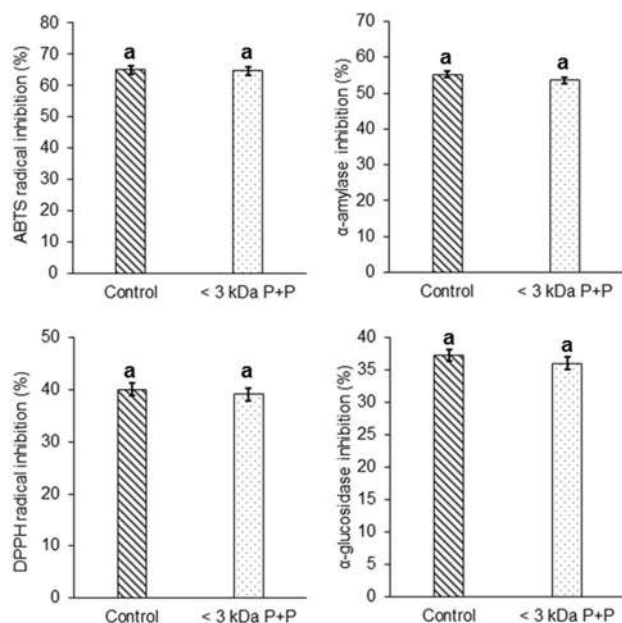 ABTS radical inhibition (%)
80
70
60
50
40
30
20
10
0
a
a
Control
< 3 kDa P+P
α-amylase inhibition (%)
70
60
50
40
30
20
10
0
a
a
Control
< 3 kDa P+P
DPPH radical inhibition (%)
50
40
30
20
10
0
a
a
Control
< 3 kDa P+P
α-glucosidase inhibition (%)
40
35
30
25
20
15
10
5
0
a
a
Control
< 3 kDa P+P